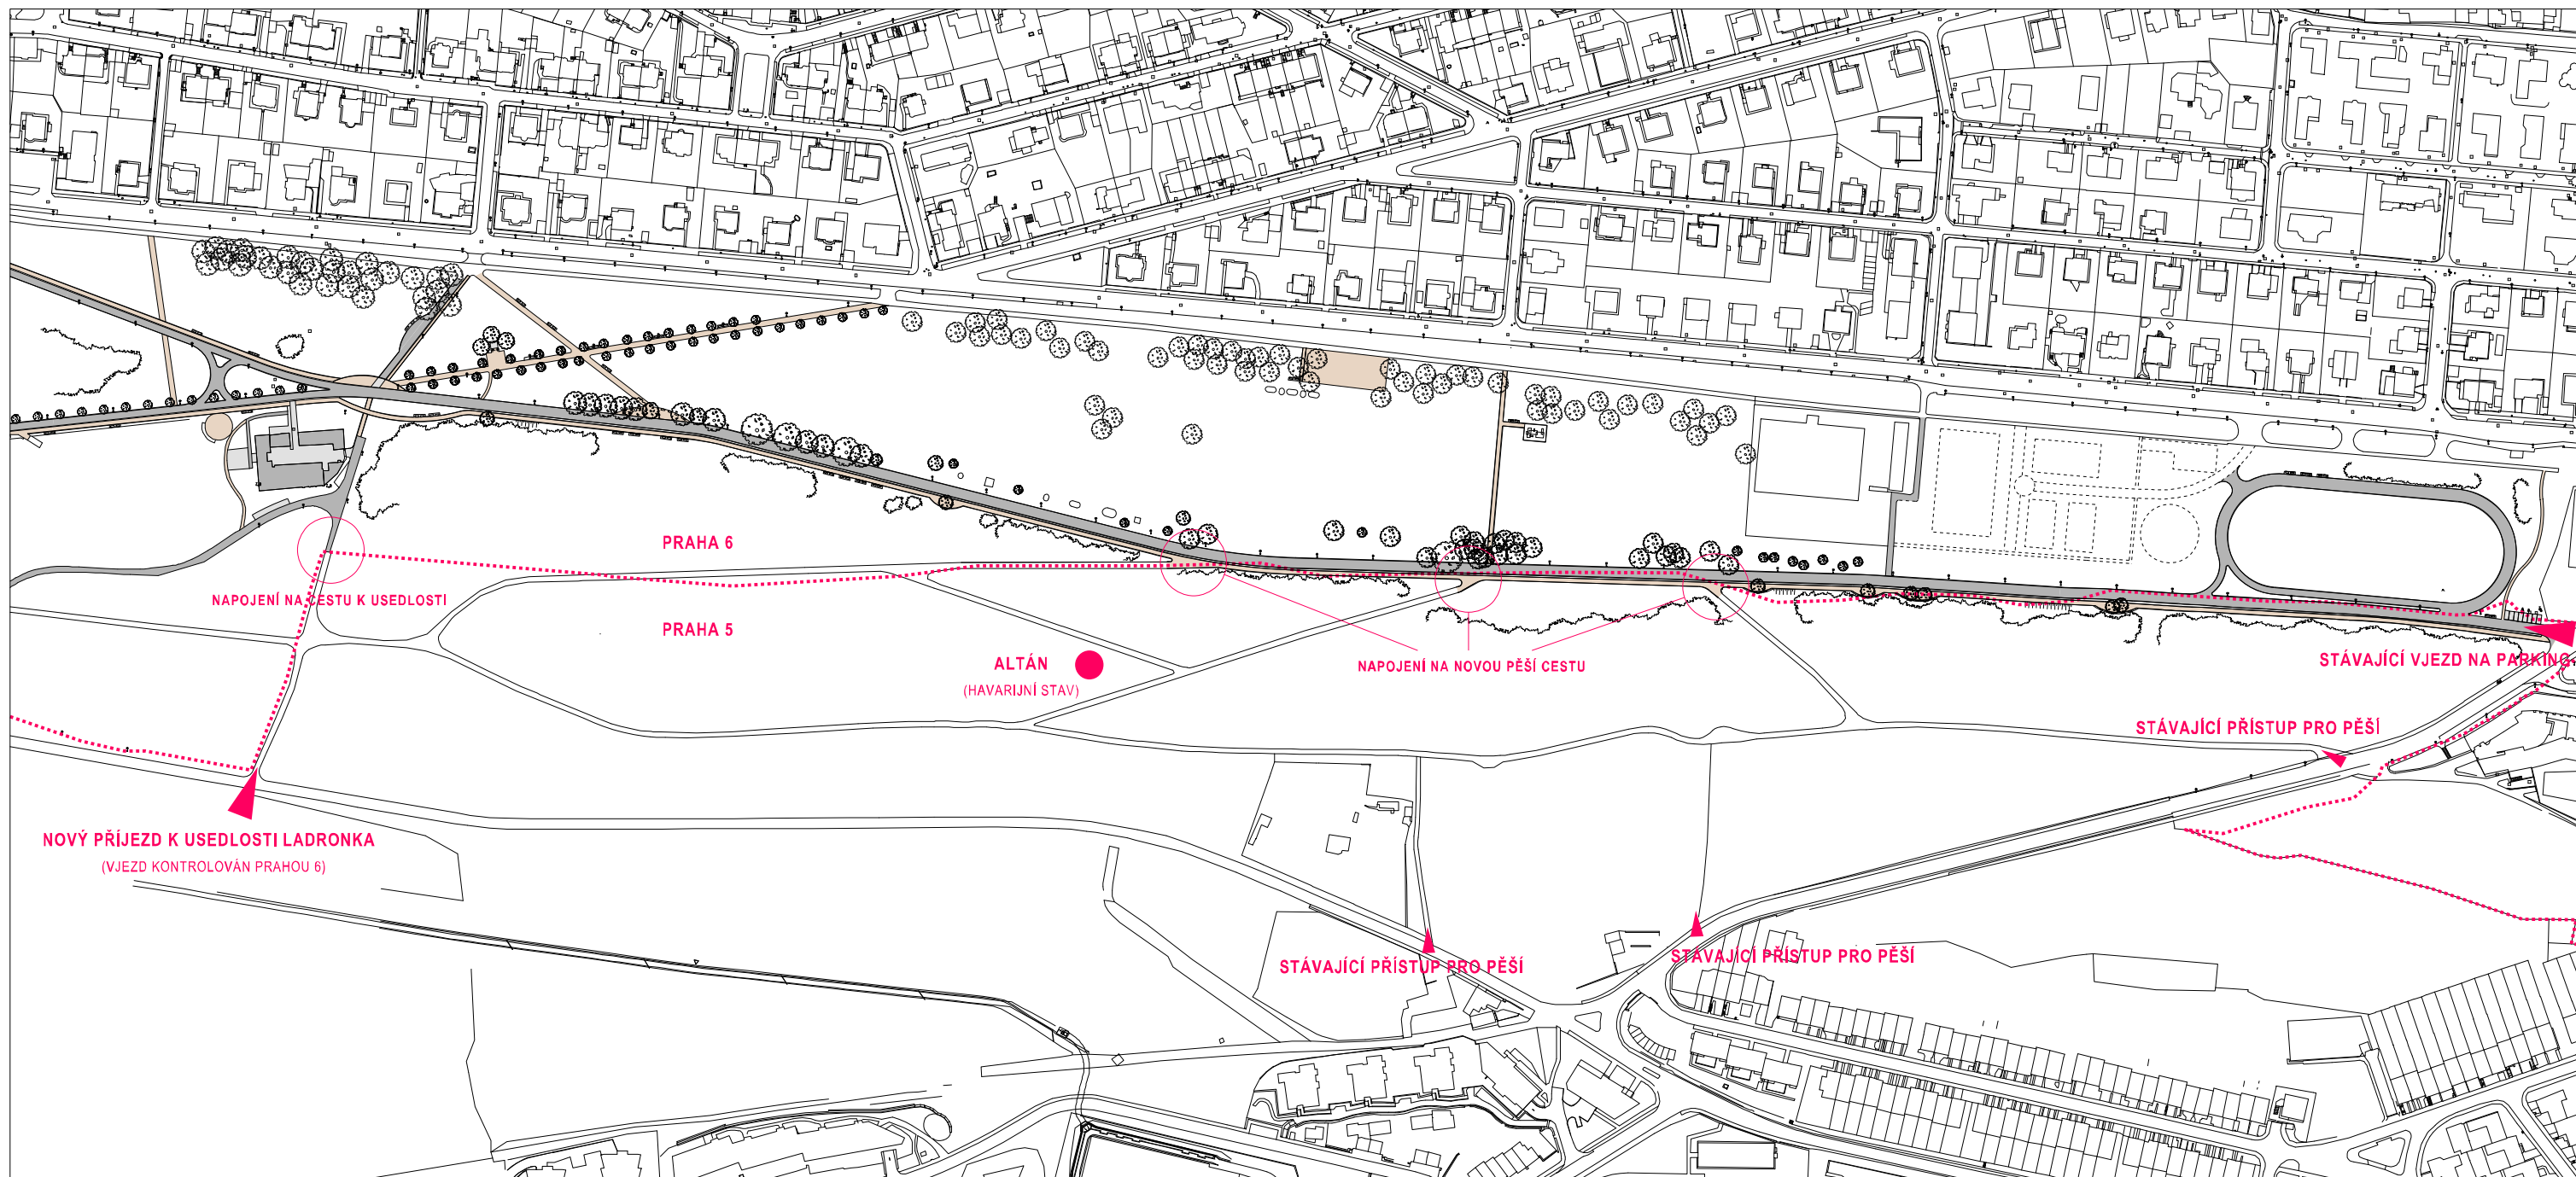 PRAHA 6
NAPOJENÍ NA CESTU K USEDLOSTI
PRAHA 5
ALTÁN
(HAVARIJNÍ STAV)
NAPOJENÍ NA NOVOU PĚŠÍ CESTU
STÁVAJÍCÍ VJEZD NA PARKING
STÁVAJÍCÍ PŘÍSTUP PRO PĚŠÍ
NOVÝ PŘÍJEZD K USEDLOSTI LADRONKA
(VJEZD KONTROLOVÁN PRAHOU 6)
STÁVAJÍCÍ PŘÍSTUP PRO PĚŠÍ
STÁVAJÍCÍ PŘÍSTUP PRO PĚŠÍ